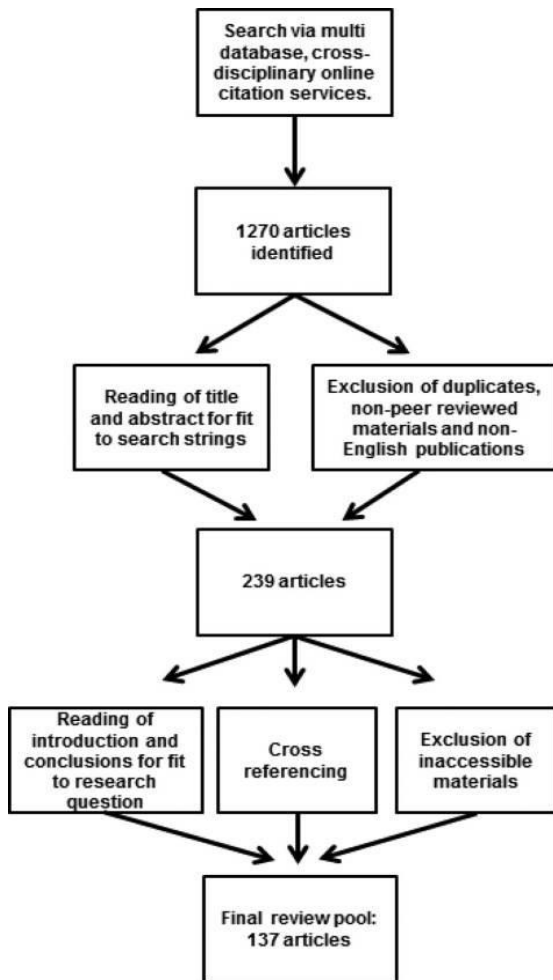 Search via multi
database, cross-
disciplinary online
citation services.
1270 articles
identified
Reading of title
and abstract for fit
to search strings
Exclusion of duplicates,
non-peer reviewed
materials and non-
English publications
239 articles
Reading of
introduction and
conclusions for fit
to research
question
Cross
referencing
Exclusion of
inaccessible
materials
Final review pool:
137 articles